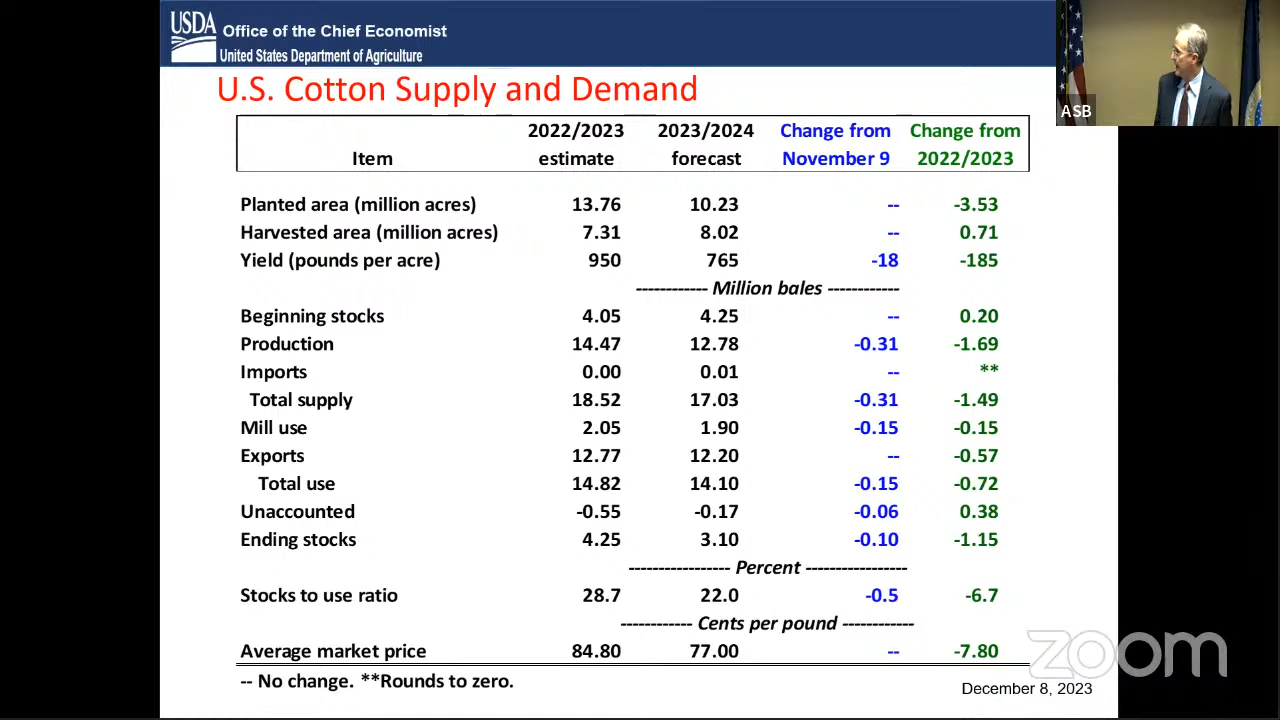 USDA Office of the Chief Economist
United States Department of Agriculture
ASB
U.S. Cotton Supply and Demand
Item 2022/2023 estimate 2023/2024 forecast Change from November 9 Change from 2022/2023
Planted area (million acres) 13.76 10.23 -- -3.53
Harvested area (million acres) 7.31 8.02 -- 0.71
Yield (pounds per acre) 950 765 -18 -185
------------ Million bales ------------
Beginning stocks 4.05 4.25 -- 0.20
Production 14.47 12.78 -0.31 -1.69
Imports 0.00 0.01 -- **
Total supply 18.52 17.03 -0.31 -1.49
Mill use 2.05 1.90 -0.15 -0.15
Exports 12.77 12.20 -- -0.57
Total use 14.82 14.10 -0.15 -0.72
Unaccounted -0.55 -0.17 -0.06 0.38
Ending stocks 4.25 3.10 -0.10 -1.15
----------------- Percent -----------------
Stocks to use ratio 28.7 22.0 -0.5 -6.7
------------ Cents per pound ------------
Average market price 84.80 77.00 -- -7.80
-- No change. **Rounds to zero.
zoom
December 8, 2023